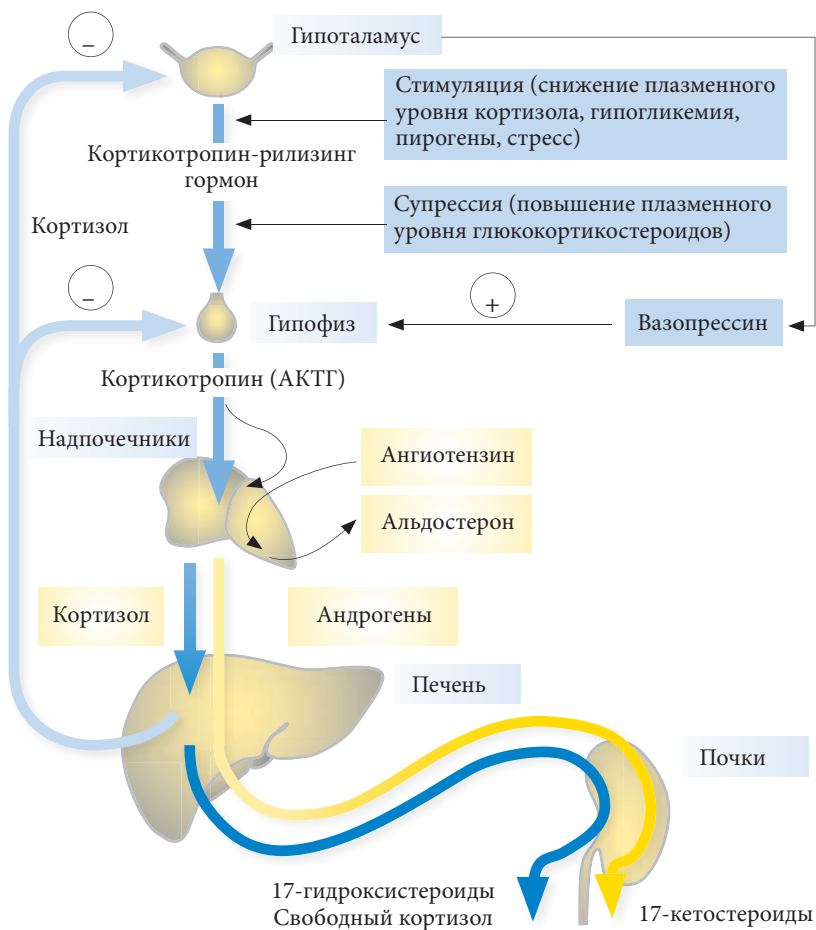 −
Гипоталамус
Стимуляция (снижение плазменного
уровня кортизола, гипогликемия,
пирогены, стресс)
Кортикотропин-рилизинг
гормон
Супрессия (повышение плазменного
уровня глюкокортикостероидов)
Кортизол
−
Гипофиз
+
Вазопрессин
Кортикотропин (АКТГ)
Надпочечники
Ангиотензин
Альдостерон
Кортизол
Андрогены
Печень
Почки
17-гидроксистероиды
Свободный кортизол
17-кетостероиды